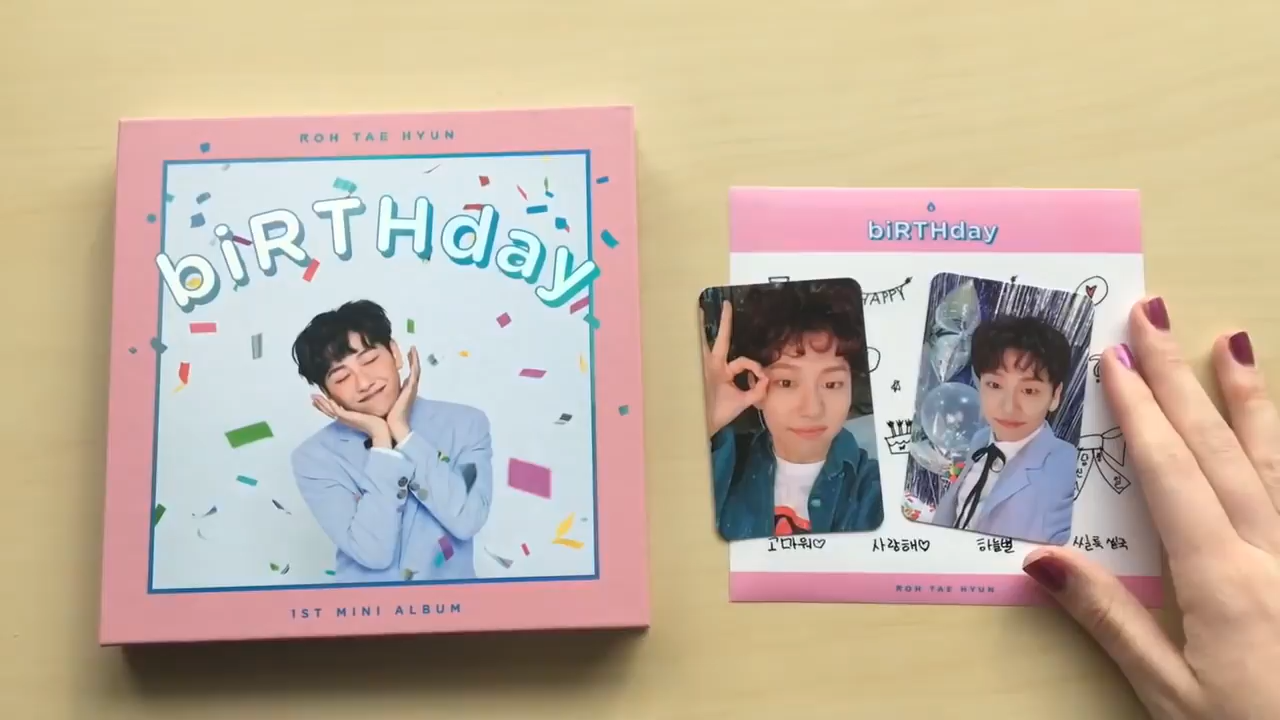 ROH TAE HYUN
biRTHday
1ST MINI ALBUM
biRTHday
HAPPY
고마워♡
사랑해♡
하늘별
ROH TAE HYUN